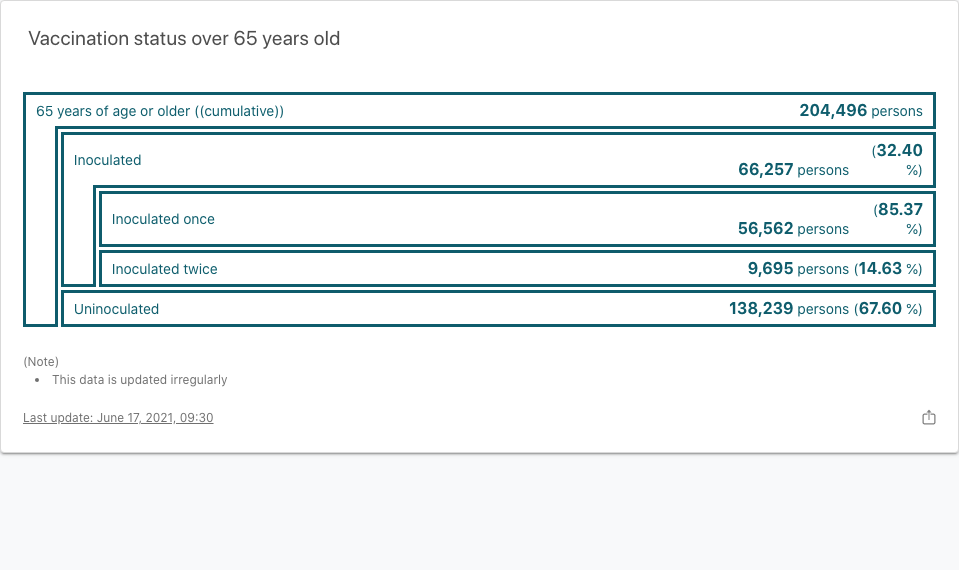 Vaccination status over 65 years old
65 years of age or older ((cumulative)) 204,496 persons
Inoculated 66,257 persons (32.40 %)
Inoculated once 56,562 persons (85.37 %)
Inoculated twice 9,695 persons (14.63 %)
Uninoculated 138,239 persons (67.60 %)
(Note)
• This data is updated irregularly
Last update: June 17, 2021, 09:30